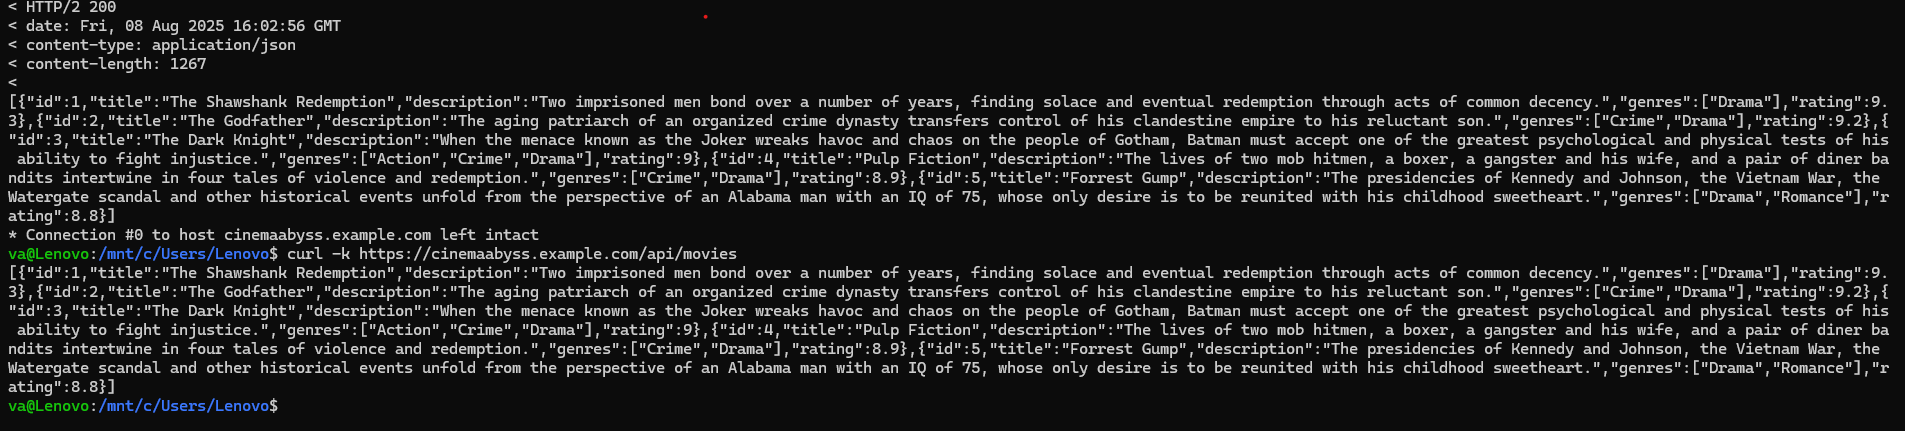 < HTTP/2 200
< date: Fri, 08 Aug 2025 16:02:56 GMT
< content-type: application/json
< content-length: 1267
<
[{"id":1,"title":"The Shawshank Redemption","description":"Two imprisoned men bond over a number of years, finding solace and eventual redemption through acts of common decency.","genres":["Drama"],"rating":9.
3},{"id":2,"title":"The Godfather","description":"The aging patriarch of an organized crime dynasty transfers control of his clandestine empire to his reluctant son.","genres":["Crime","Drama"],"rating":9.2},{
"id":3,"title":"The Dark Knight","description":"When the menace known as the Joker wreaks havoc and chaos on the people of Gotham, Batman must accept one of the greatest psychological and physical tests of his
 ability to fight injustice.","genres":["Action","Crime","Drama"],"rating":9},{"id":4,"title":"Pulp Fiction","description":"The lives of two mob hitmen, a boxer, a gangster and his wife, and a pair of diner ba
ndits intertwine in four tales of violence and redemption.","genres":["Crime","Drama"],"rating":8.9},{"id":5,"title":"Forrest Gump","description":"The presidencies of Kennedy and Johnson, the Vietnam War, the
Watergate scandal and other historical events unfold from the perspective of an Alabama man with an IQ of 75, whose only desire is to be reunited with his childhood sweetheart.","genres":["Drama","Romance"],"r
ating":8.8}]
* Connection #0 to host cinemaabyss.example.com left intact
va@Lenovo:/mnt/c/Users/Lenovo$ curl -k https://cinemaabyss.example.com/api/movies
[{"id":1,"title":"The Shawshank Redemption","description":"Two imprisoned men bond over a number of years, finding solace and eventual redemption through acts of common decency.","genres":["Drama"],"rating":9.
3},{"id":2,"title":"The Godfather","description":"The aging patriarch of an organized crime dynasty transfers control of his clandestine empire to his reluctant son.","genres":["Crime","Drama"],"rating":9.2},{
"id":3,"title":"The Dark Knight","description":"When the menace known as the Joker wreaks havoc and chaos on the people of Gotham, Batman must accept one of the greatest psychological and physical tests of his
 ability to fight injustice.","genres":["Action","Crime","Drama"],"rating":9},{"id":4,"title":"Pulp Fiction","description":"The lives of two mob hitmen, a boxer, a gangster and his wife, and a pair of diner ba
ndits intertwine in four tales of violence and redemption.","genres":["Crime","Drama"],"rating":8.9},{"id":5,"title":"Forrest Gump","description":"The presidencies of Kennedy and Johnson, the Vietnam War, the
Watergate scandal and other historical events unfold from the perspective of an Alabama man with an IQ of 75, whose only desire is to be reunited with his childhood sweetheart.","genres":["Drama","Romance"],"r
ating":8.8}]
va@Lenovo:/mnt/c/Users/Lenovo$